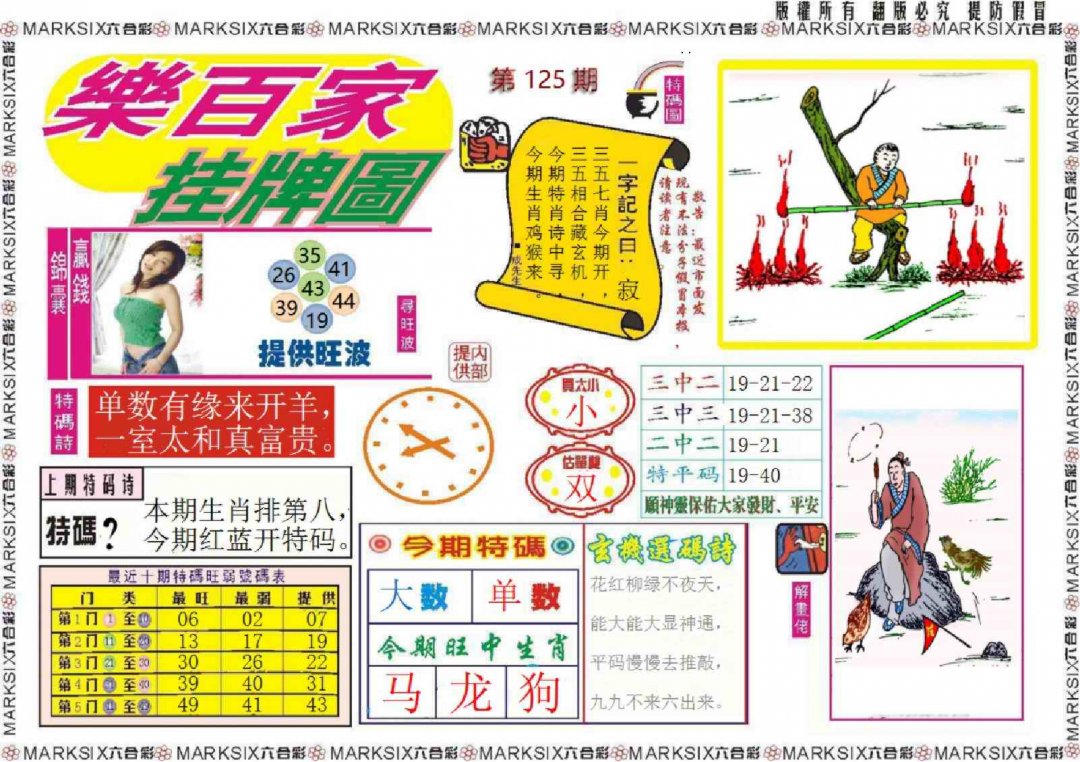 版權所有 翻版必究 提防假冒
MARKSIX六合彩 MARKSIX六合彩 MARKSIX六合彩 MARKSIX六合彩 MARKSIX六合彩 MARKSIX六合彩 MARKSIX六合彩
樂百家
挂牌圖
第 125 期
特碼圖
一字記之曰：寂
三五七肖今期开，
三五相合藏玄机，
今期特肖诗中寻，
今期生肖鸡猴来。
敬告：最近市面发
现有不法分子假冒本报，
请读者注意。
贏錢
錦囊
35
26 41
43
39 44
19
提供旺波
尋旺波
内部
提供
特碼詩
单数有缘来开羊，
一室太和真富贵。
上期特码诗
特碼？
本期生肖排第八，
今期红蓝开特码。
買大小
小
估單雙
双
三中二 19-21-22
三中三 19-21-38
二中二 19-21
特平码 19-40
願神靈保佑大家發財、平安
最近十期特碼旺弱號碼表
门 类 最 旺 最 弱 提 供
第1门 1 至 10 06 02 07
第2门 11 至 13 17 19
第3门 21 至 30 30 26 22
第4门 至 39 40 31
第5门 至 49 41 43
今期特碼
大数 单数
今期旺中生肖
马 龙 狗
玄機選碼詩
花红柳绿不夜天，
能大能大显神通，
平码慢慢去推敲，
九九不来六出来。
解重佬
MARKSIX六合彩 MARKSIX六合彩 MARKSIX六合彩 MARKSIX六合彩 MARKSIX六合彩 MARKSIX六合彩 MARKSIX六合彩